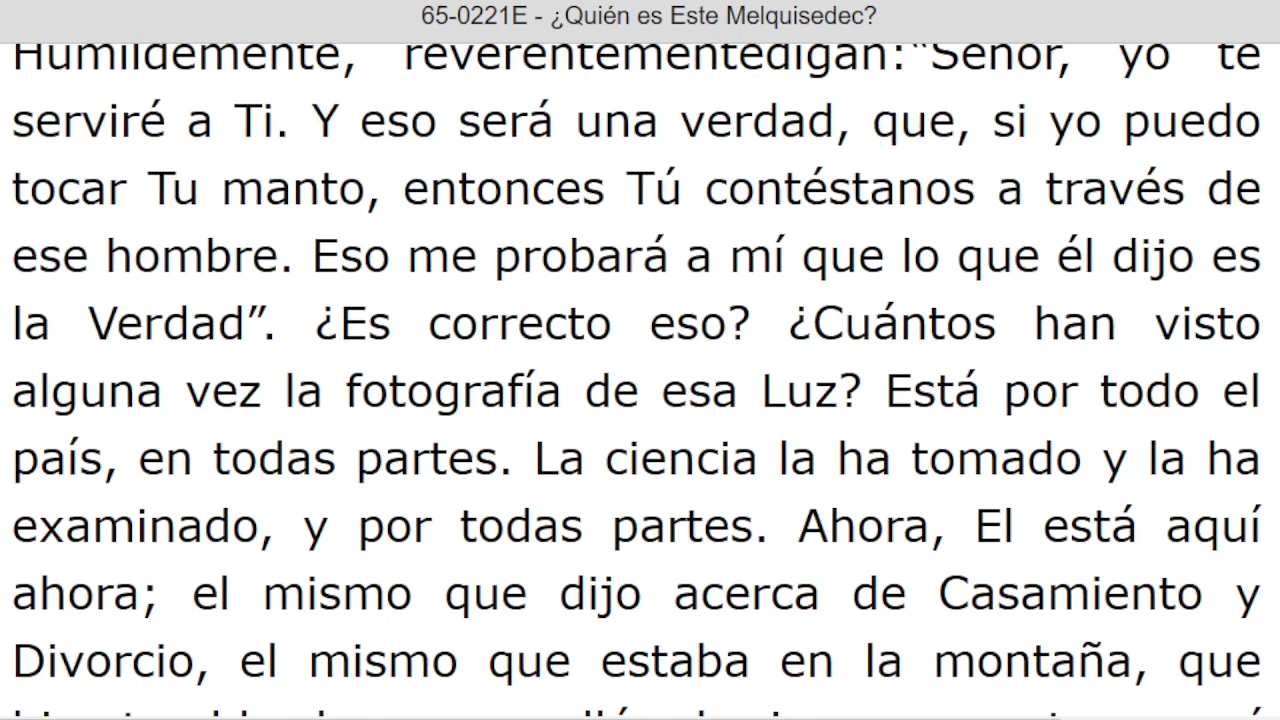 65-0221E - ¿Quién es Este Melquisedec?
Humildemente, reverentementedigan:“Señor, yo te
serviré a Ti. Y eso será una verdad, que, si yo puedo
tocar Tu manto, entonces Tú contéstanos a través de
ese hombre. Eso me probará a mí que lo que él dijo es
la Verdad”. ¿Es correcto eso? ¿Cuántos han visto
alguna vez la fotografía de esa Luz? Está por todo el
país, en todas partes. La ciencia la ha tomado y la ha
examinado, y por todas partes. Ahora, El está aquí
ahora; el mismo que dijo acerca de Casamiento y
Divorcio, el mismo que estaba en la montaña, que